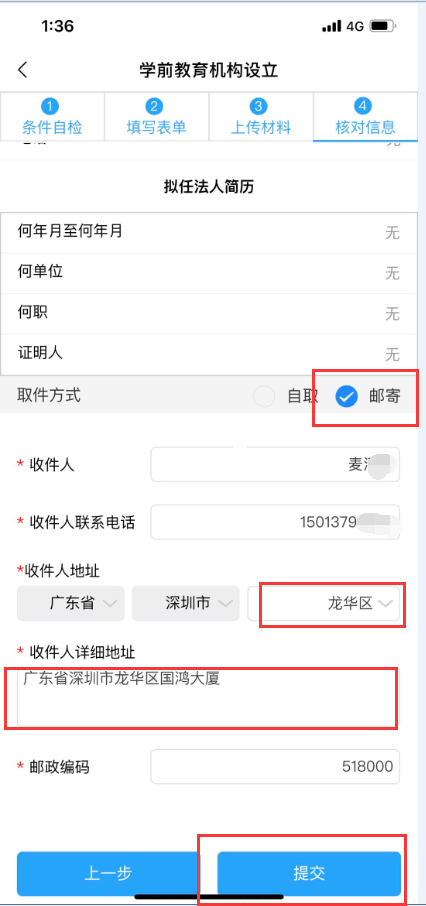 1:36
4G
学前教育机构设立
1 2 3 4
条件自检 填写表单 上传材料 核对信息
拟任法人简历
何年月至何年月 无
何单位 无
何职 无
证明人 无
取件方式 自取 邮寄
* 收件人 麦
* 收件人联系电话 1501379
*收件人地址
广东省 深圳市 龙华区
* 收件人详细地址
广东省深圳市龙华区国鸿大厦
* 邮政编码 518000
上一步 提交